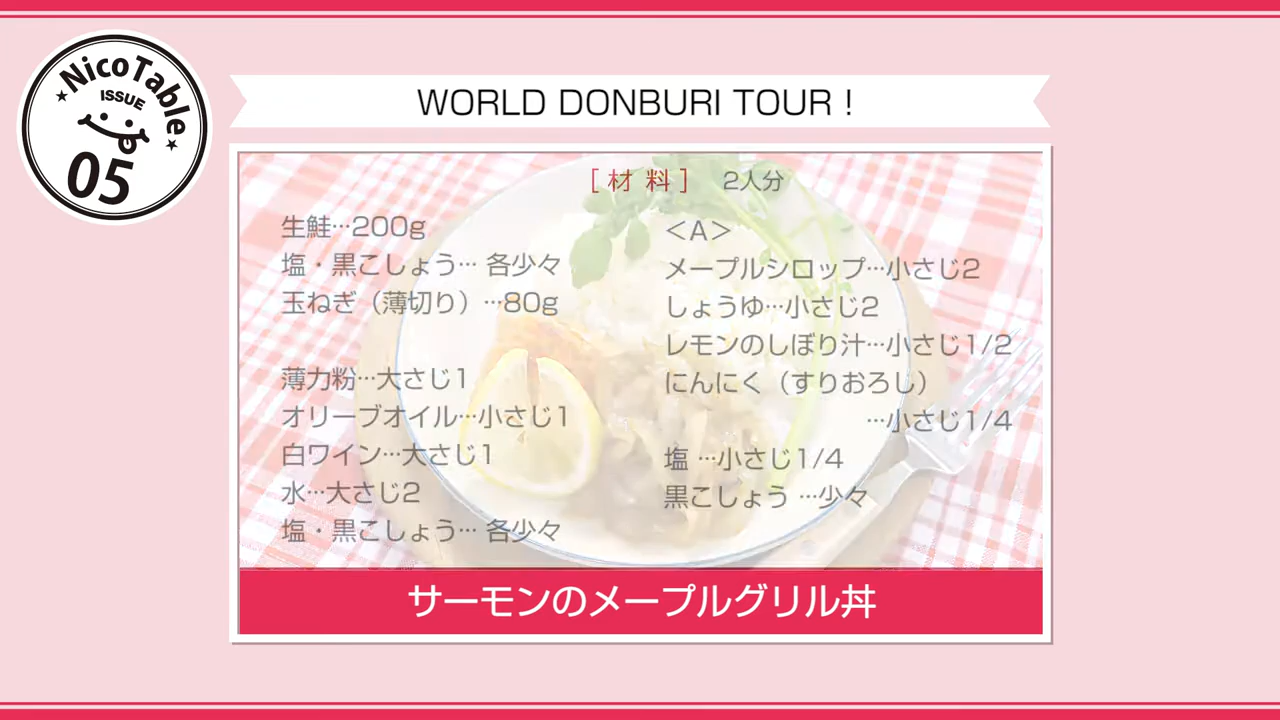 NicoTable
ISSUE
05
WORLD DONBURI TOUR !
[ 材 料 ] 2人分
生鮭…200g
塩・黒こしょう… 各少々
玉ねぎ（薄切り）…80g
薄力粉…大さじ1
オリーブオイル…小さじ1
白ワイン…大さじ1
水…大さじ2
塩・黒こしょう… 各少々
＜A＞
メープルシロップ…小さじ2
しょうゆ…小さじ2
レモンのしぼり汁…小さじ1/2
にんにく（すりおろし）
…小さじ1/4
塩 …小さじ1/4
黒こしょう …少々
サーモンのメープルグリル丼